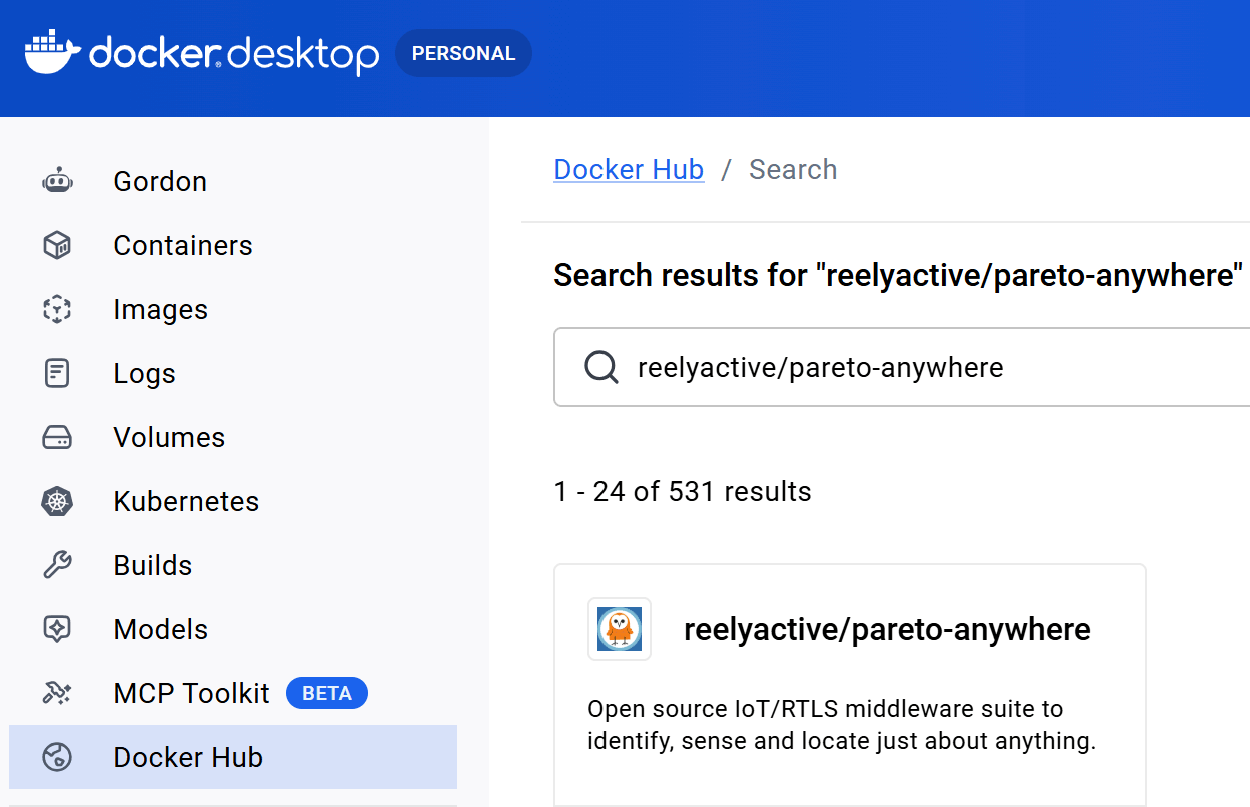 docker.desktop PERSONAL
Gordon
Containers
Images
Logs
Volumes
Kubernetes
Builds
Models
MCP Toolkit BETA
Docker Hub
Docker Hub / Search
Search results for "reelyactive/pareto-anywhere"
reelyactive/pareto-anywhere
1 - 24 of 531 results
reelyactive/pareto-anywhere
Open source IoT/RTLS middleware suite to
identify, sense and locate just about anything.